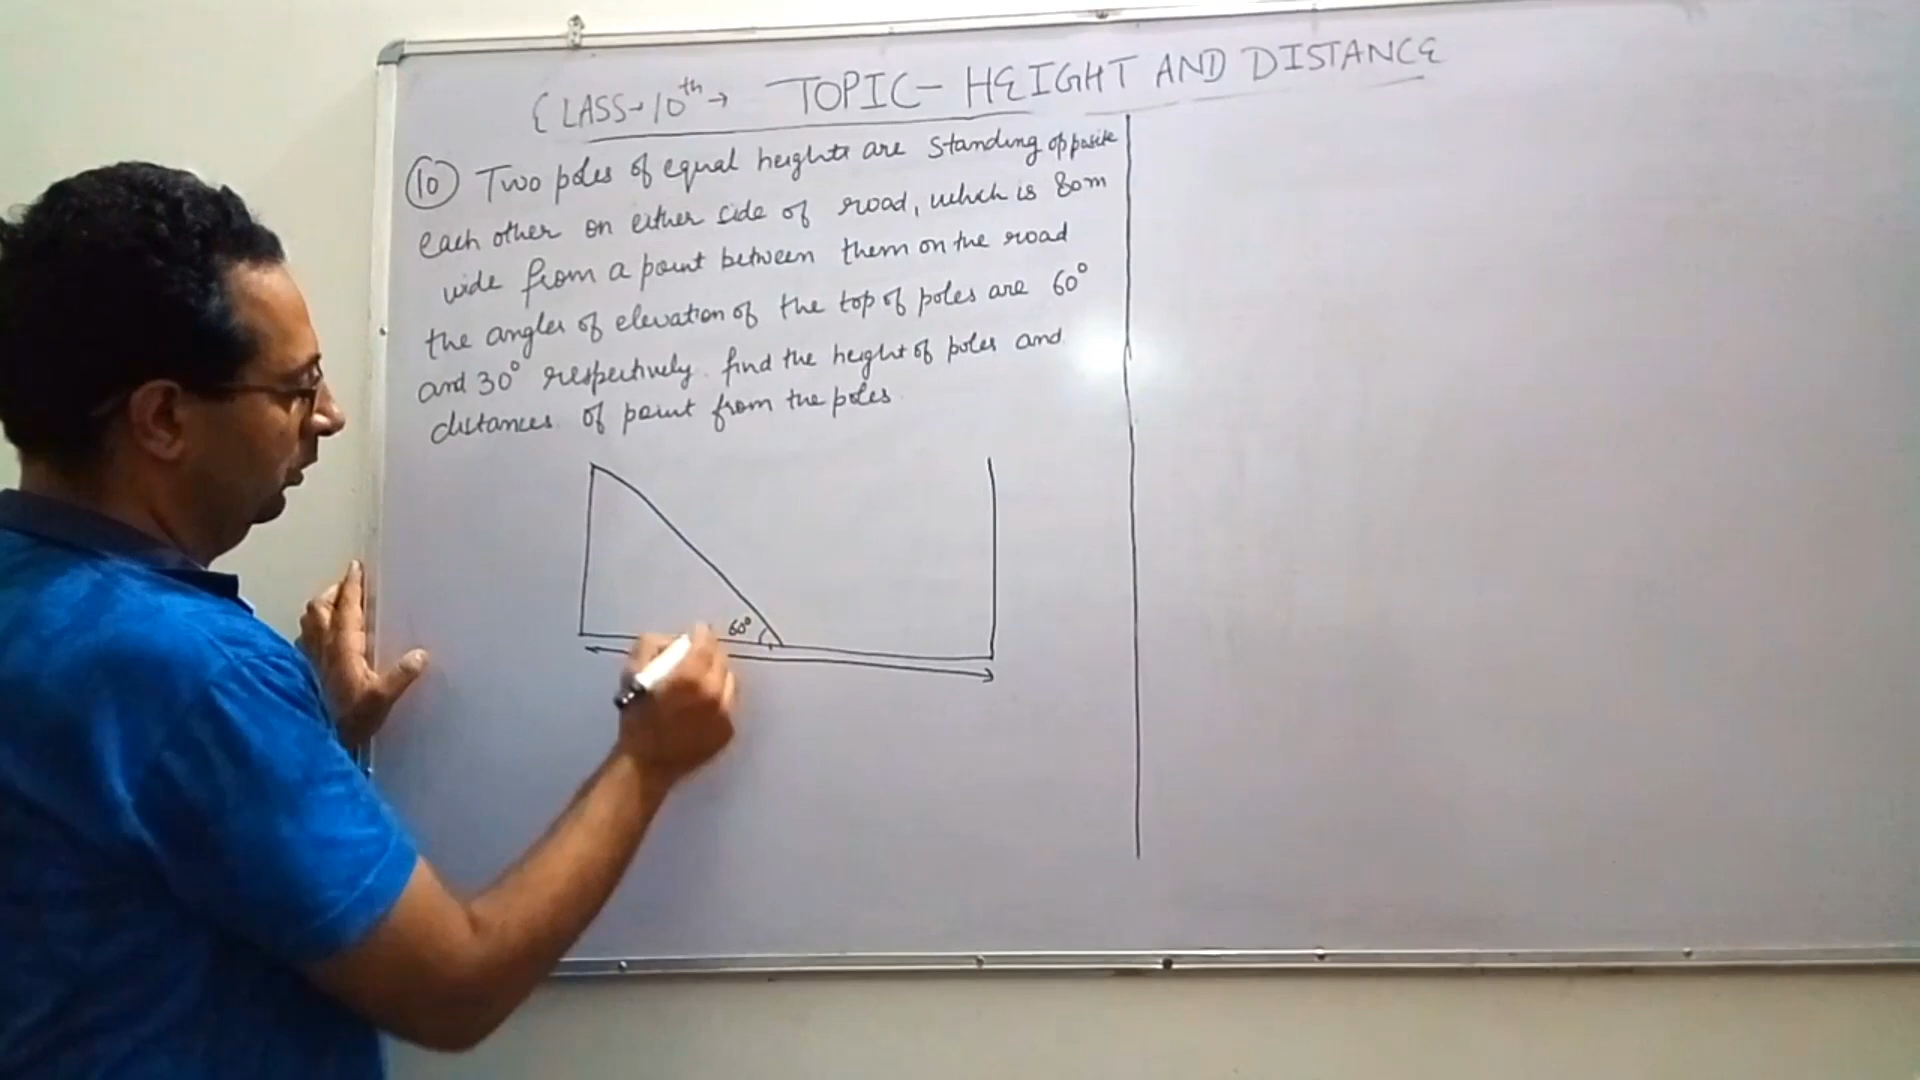 CLASS→10th→ TOPIC- HEIGHT AND DISTANCE
10 Two poles of equal heights are standing opposite
each other on either side of road, which is 80m
wide from a point between them on the road
the angles of elevation of the top of poles are 60°
and 30° respectively. find the height of poles and
distances of point from the poles.
60°